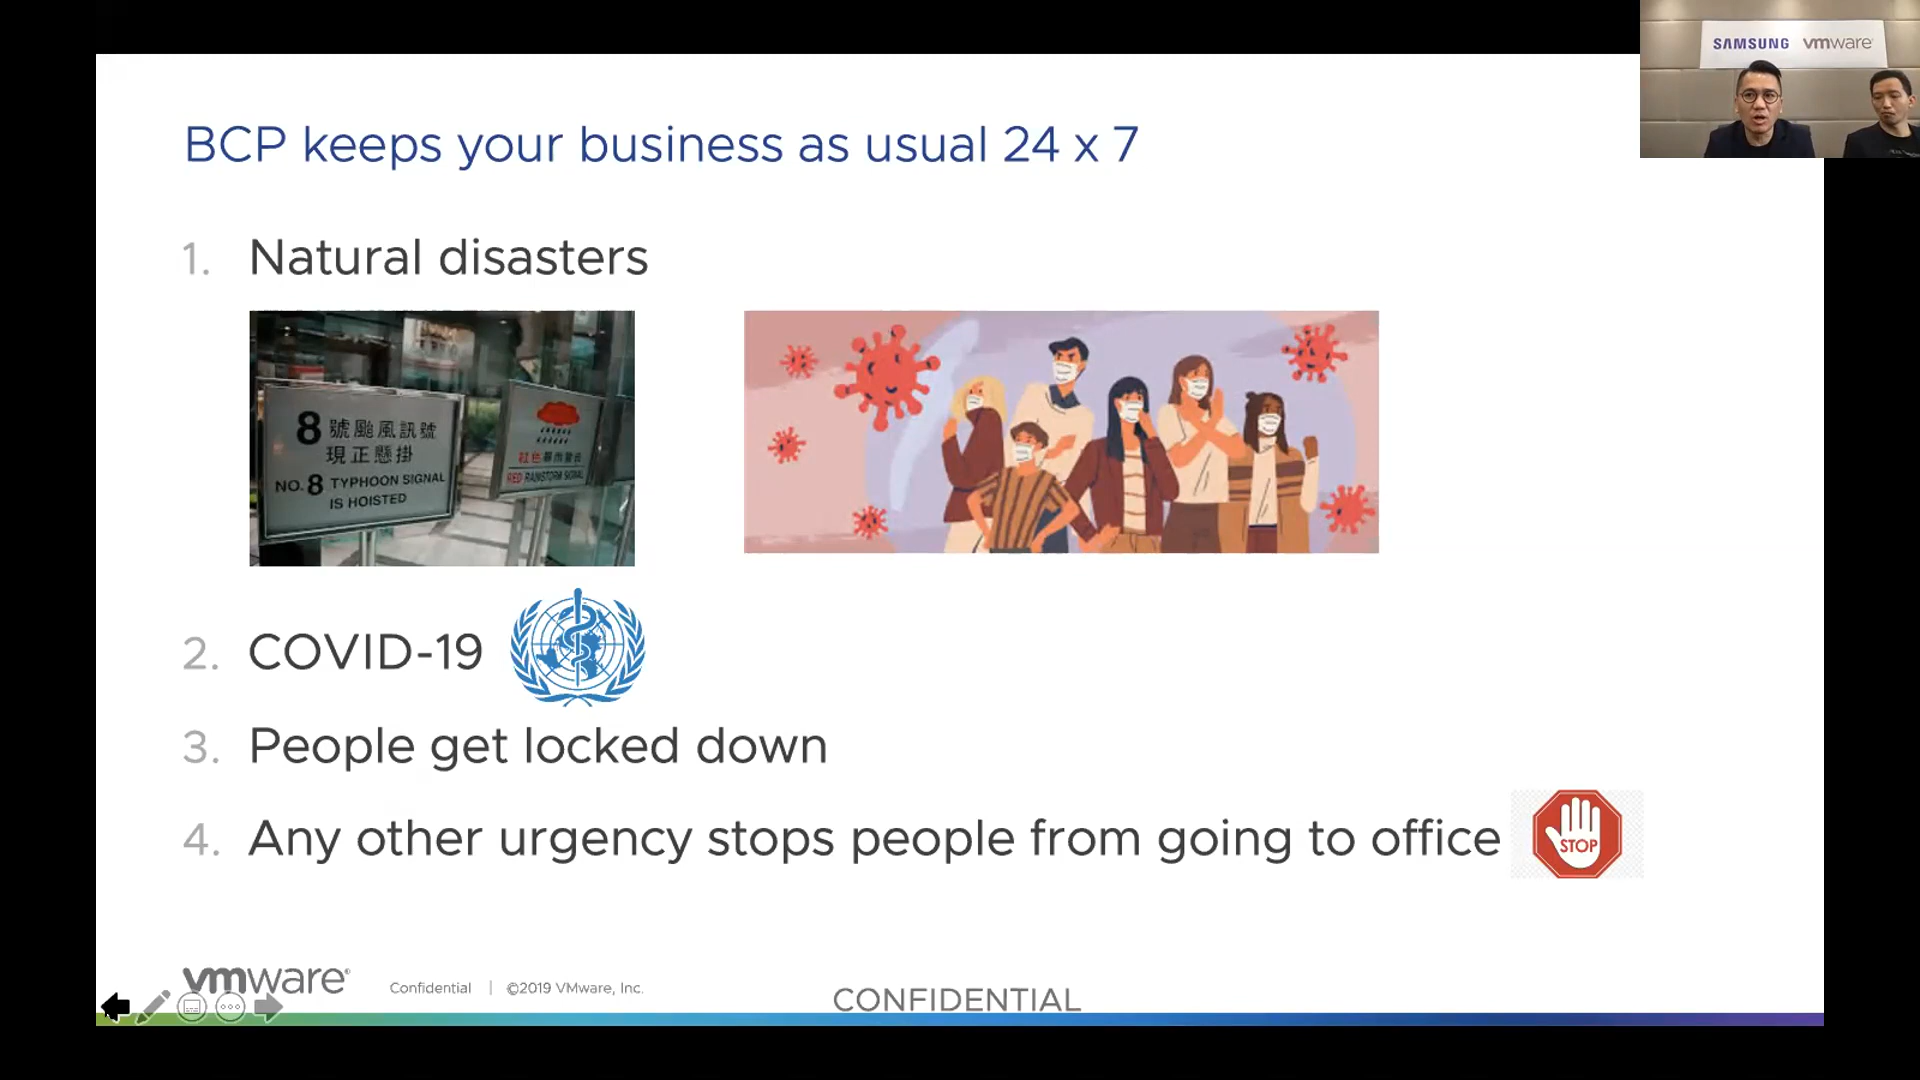 SAMSUNG vmware
BCP keeps your business as usual 24 x 7
1. Natural disasters
8 號颱風訊號
現正懸掛
NO. 8 TYPHOON SIGNAL
IS HOISTED
紅色暴雨警告
RED RAINSTORM SIGNAL
2. COVID-19
3. People get locked down
4. Any other urgency stops people from going to office
STOP
vmware®
Confidential | ©2019 VMware, Inc.
CONFIDENTIAL